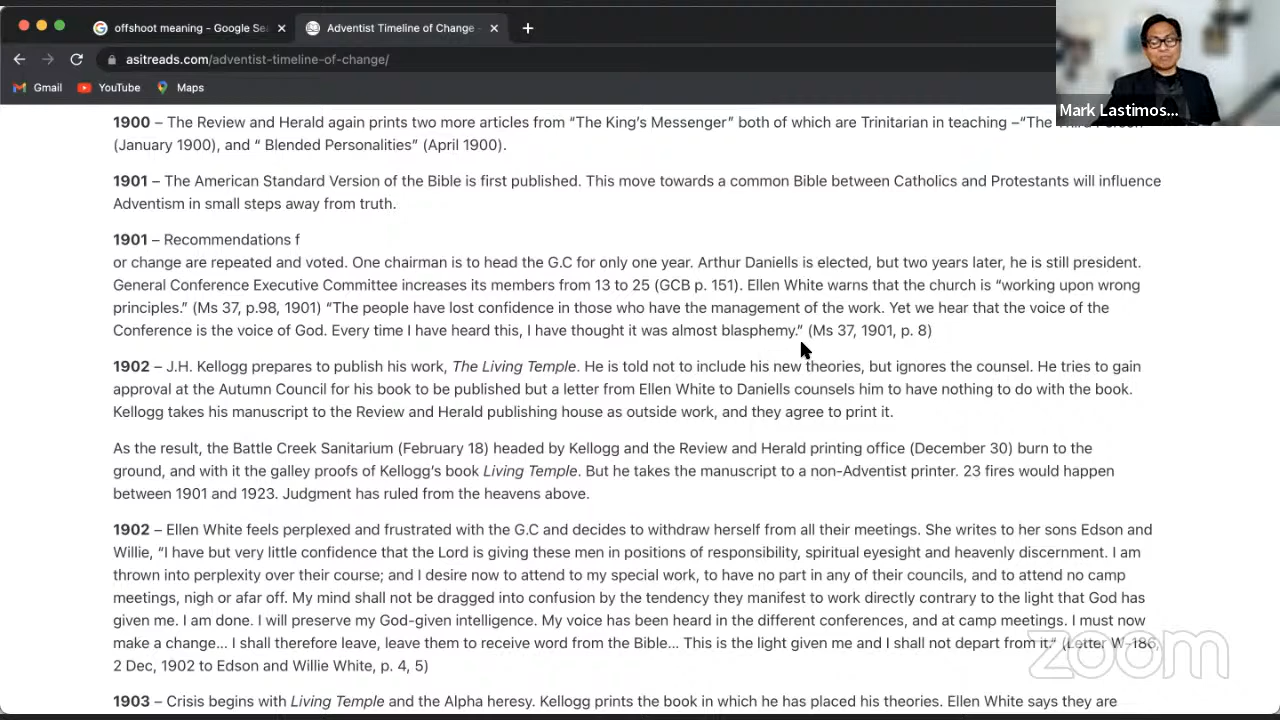 offshoot meaning - Google Se
Adventist Timeline of Change -
asitreads.com/adventist-timeline-of-change/
Gmail YouTube Maps
Mark Lastimos...
1900 – The Review and Herald again prints two more articles from “The King’s Messenger” both of which are Trinitarian in teaching –“The Third Person”
(January 1900), and “ Blended Personalities” (April 1900).
1901 – The American Standard Version of the Bible is first published. This move towards a common Bible between Catholics and Protestants will influence
Adventism in small steps away from truth.
1901 – Recommendations f
or change are repeated and voted. One chairman is to head the G.C for only one year. Arthur Daniells is elected, but two years later, he is still president.
General Conference Executive Committee increases its members from 13 to 25 (GCB p. 151). Ellen White warns that the church is “working upon wrong
principles.” (Ms 37, p.98, 1901) “The people have lost confidence in those who have the management of the work. Yet we hear that the voice of the
Conference is the voice of God. Every time I have heard this, I have thought it was almost blasphemy.” (Ms 37, 1901, p. 8)
1902 – J.H. Kellogg prepares to publish his work, The Living Temple. He is told not to include his new theories, but ignores the counsel. He tries to gain
approval at the Autumn Council for his book to be published but a letter from Ellen White to Daniells counsels him to have nothing to do with the book.
Kellogg takes his manuscript to the Review and Herald publishing house as outside work, and they agree to print it.
As the result, the Battle Creek Sanitarium (February 18) headed by Kellogg and the Review and Herald printing office (December 30) burn to the
ground, and with it the galley proofs of Kellogg’s book Living Temple. But he takes the manuscript to a non-Adventist printer. 23 fires would happen
between 1901 and 1923. Judgment has ruled from the heavens above.
1902 – Ellen White feels perplexed and frustrated with the G.C and decides to withdraw herself from all their meetings. She writes to her sons Edson and
Willie, “I have but very little confidence that the Lord is giving these men in positions of responsibility, spiritual eyesight and heavenly discernment. I am
thrown into perplexity over their course; and I desire now to attend to my special work, to have no part in any of their councils, and to attend no camp
meetings, nigh or afar off. My mind shall not be dragged into confusion by the tendency they manifest to work directly contrary to the light that God has
given me. I am done. I will preserve my God-given intelligence. My voice has been heard in the different conferences, and at camp meetings. I must now
make a change... I shall therefore leave, leave them to receive word from the Bible... This is the light given me and I shall not depart from it.“ (Letter W-186,
2 Dec, 1902 to Edson and Willie White, p. 4, 5)
zoom
1903 – Crisis begins with Living Temple and the Alpha heresy. Kellogg prints the book in which he has placed his theories. Ellen White says they are